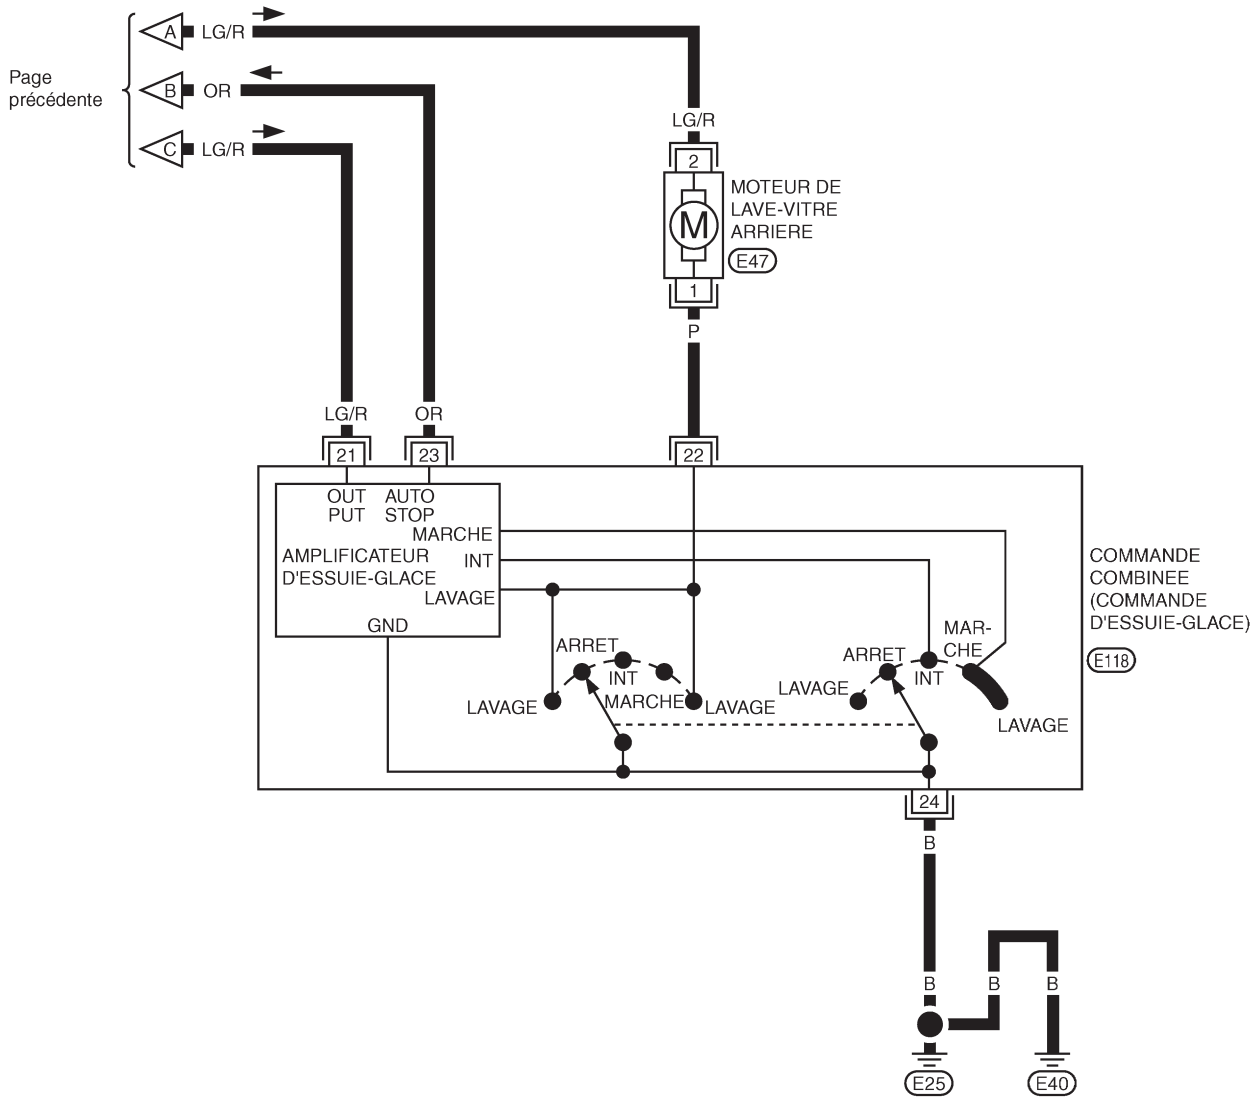 A LG/R
Page
précédente
B OR
C LG/R
LG/R
2
MOTEUR DE
LAVE-VITRE
ARRIERE
M
E47
1
P
LG/R OR
21 23 22
OUT
PUT
AUTO
STOP
MARCHE
INT
AMPLIFICATEUR
D'ESSUIE-GLACE
LAVAGE
GND
COMMANDE
COMBINEE
(COMMANDE
D'ESSUIE-GLACE)
E118
ARRET
INT
MARCHE
LAVAGE
LAVAGE
ARRET
INT
MAR-
CHE
LAVAGE
LAVAGE
24
B
B B B
E25 E40